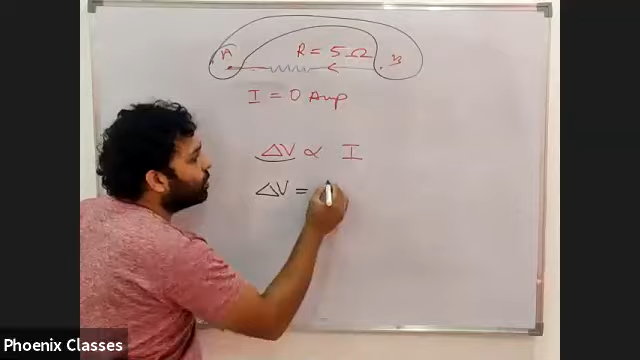 A R = 5 Ω B
I = 0 Amp
ΔV ∝ I
ΔV =
Phoenix Classes